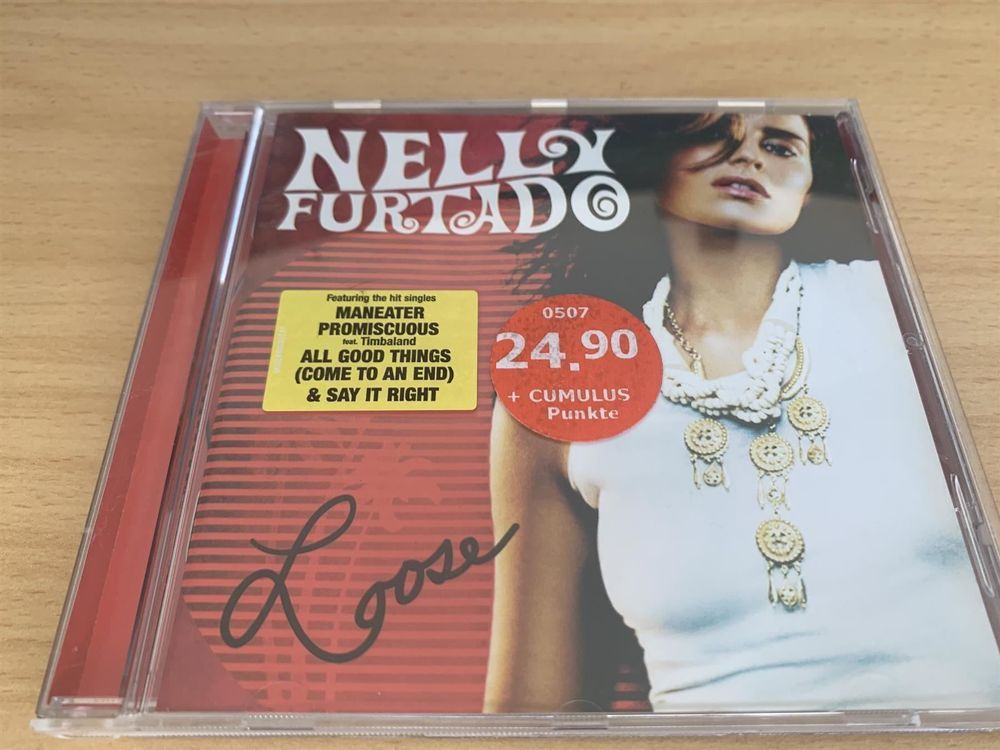 NELLY
FURTADO
Featuring the hit singles
MANEATER
PROMISCUOUS
feat. Timbaland
ALL GOOD THINGS
(COME TO AN END)
& SAY IT RIGHT
0507
24.90
+ CUMULUS
Punkte
Loose